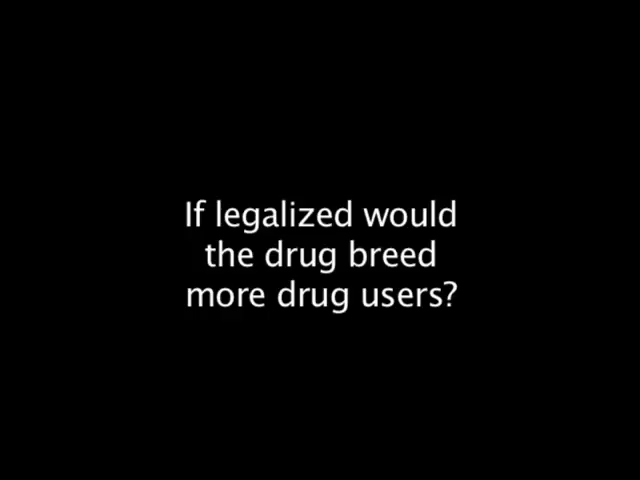 If legalized would
the drug breed
more drug users?